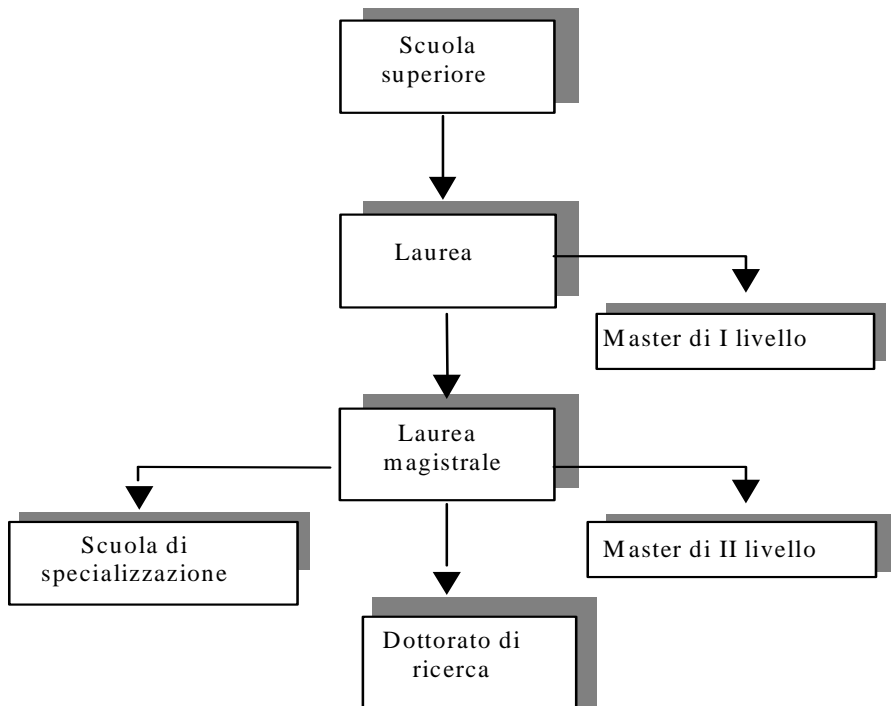 Scuola
superiore
Laurea
Master di I livello
Laurea
magistrale
Scuola di
specializzazione
Master di II livello
Dottorato di
ricerca